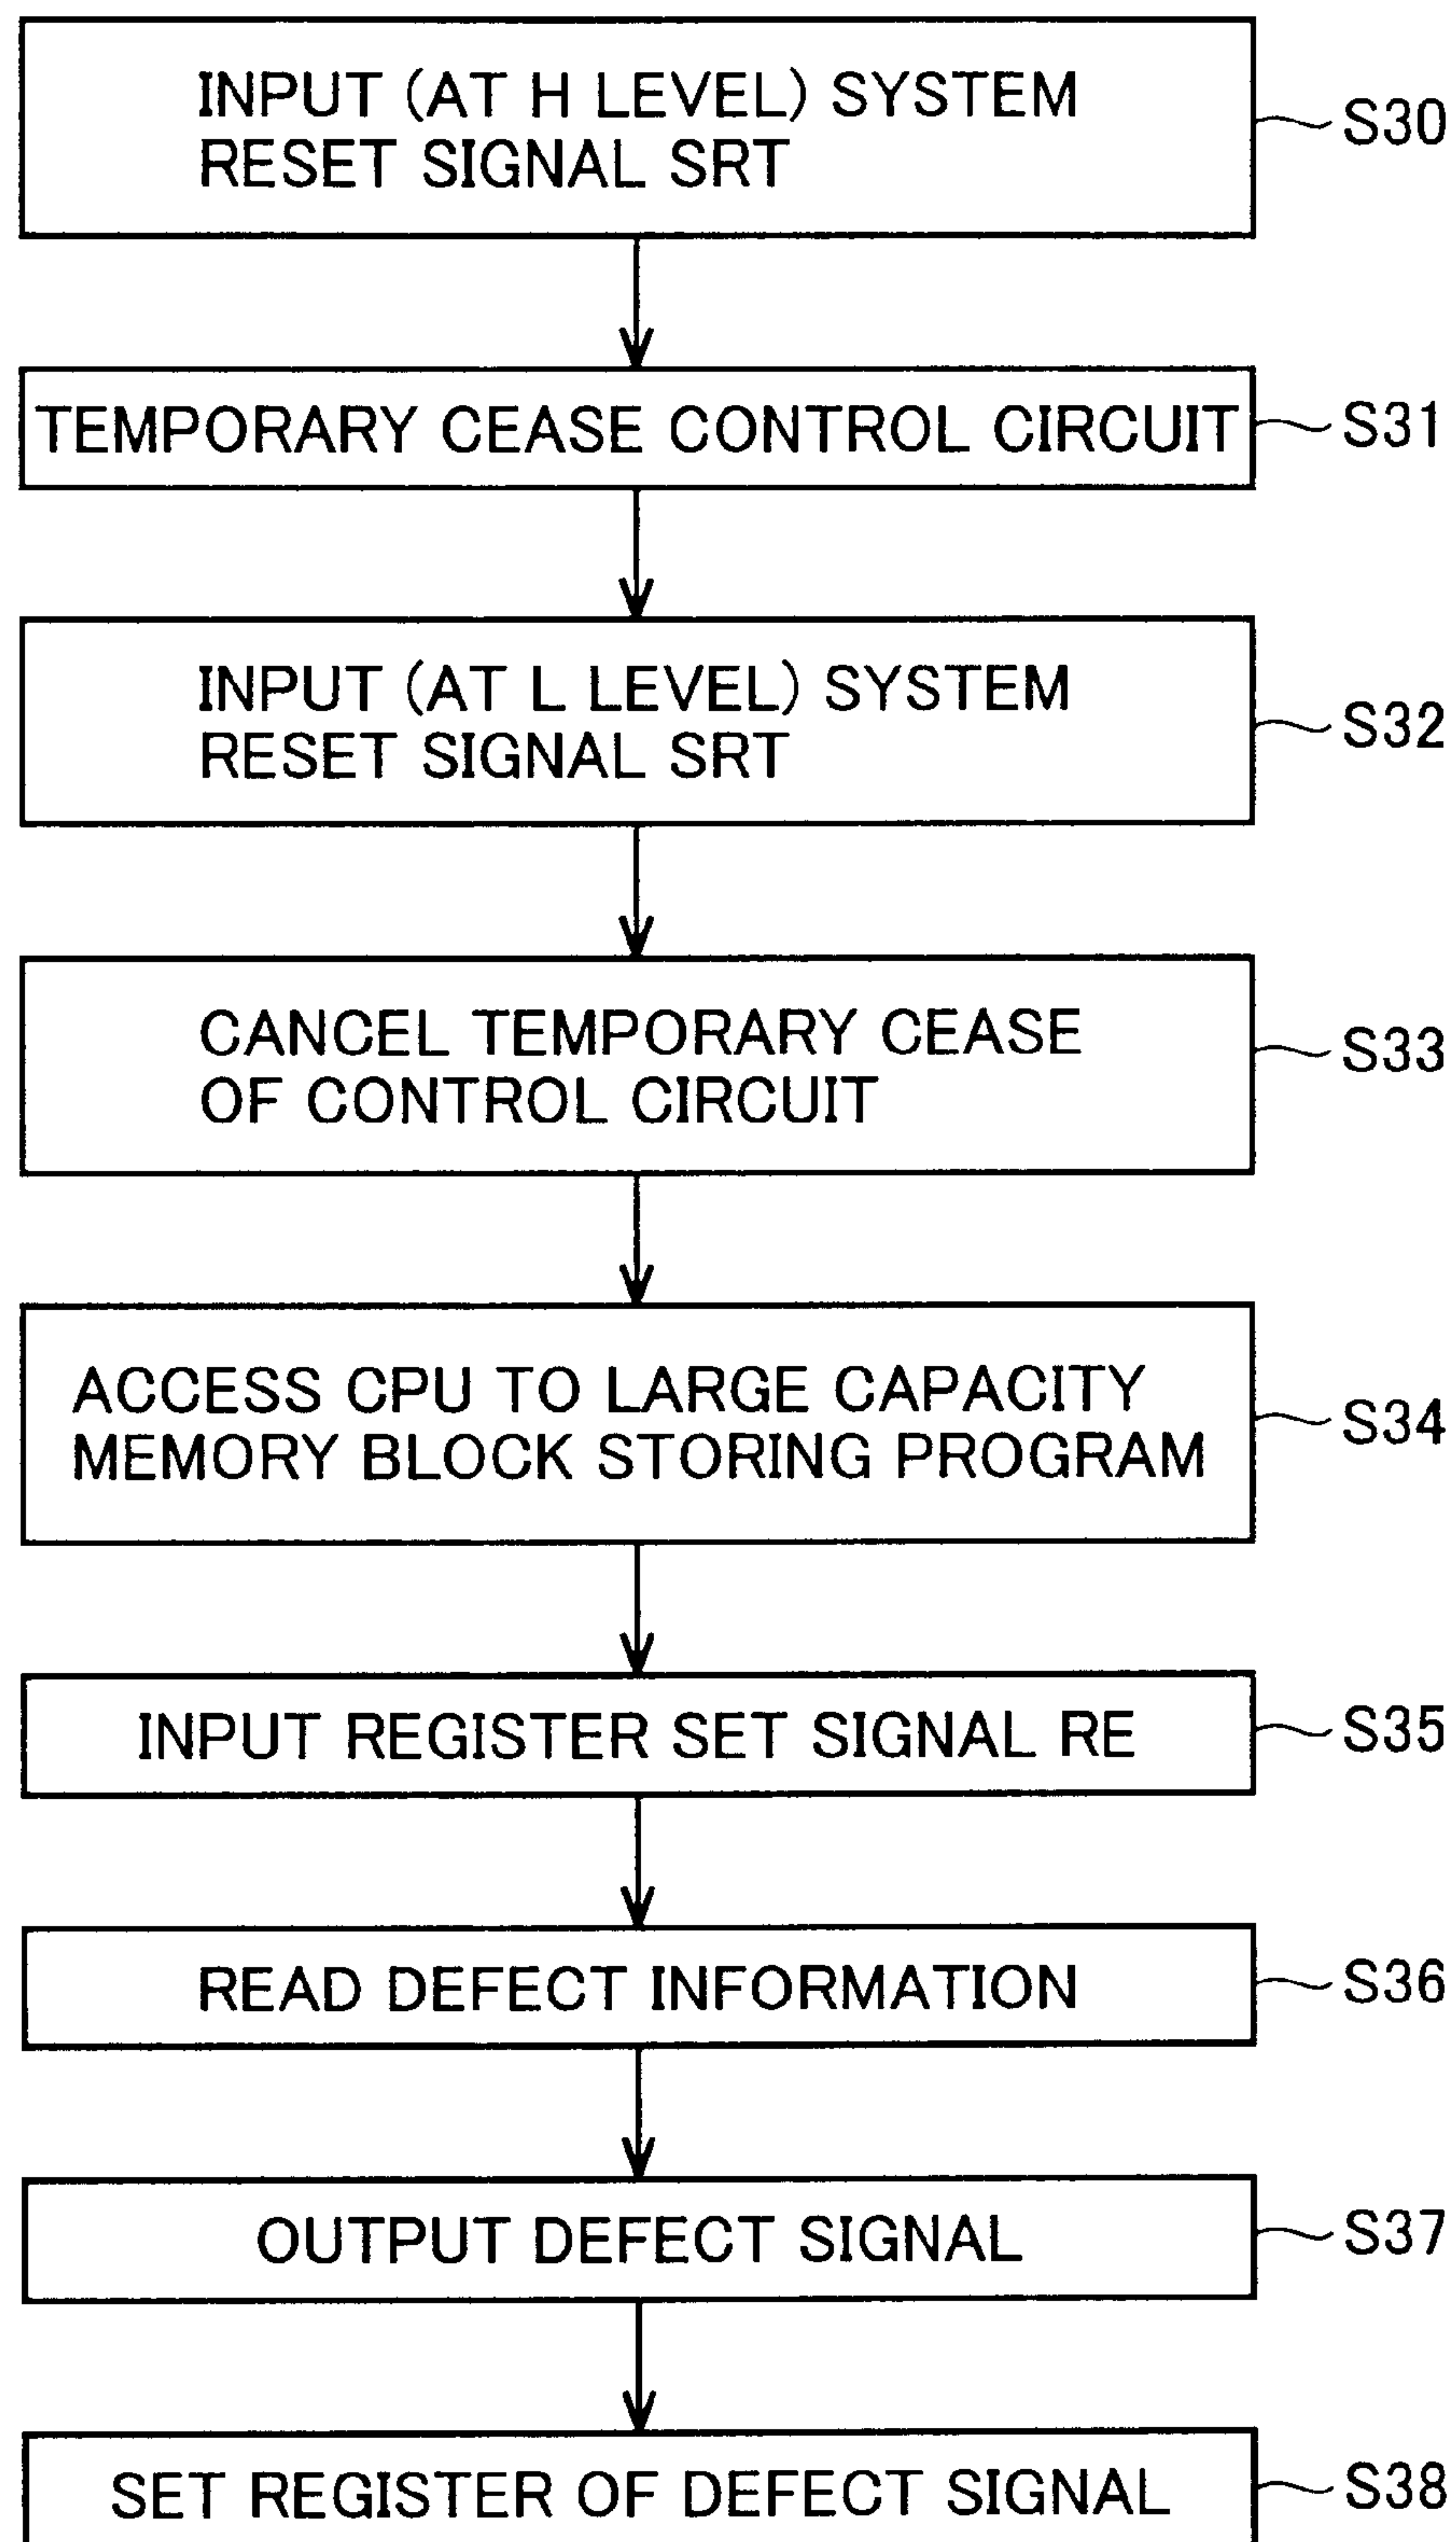 INPUT (AT H LEVEL) SYSTEM
RESET SIGNAL SRT
S30
TEMPORARY CEASE CONTROL CIRCUIT
S31
INPUT (AT L LEVEL) SYSTEM
RESET SIGNAL SRT
S32
CANCEL TEMPORARY CEASE
OF CONTROL CIRCUIT
S33
ACCESS CPU TO LARGE CAPACITY
MEMORY BLOCK STORING PROGRAM
S34
INPUT REGISTER SET SIGNAL RE
S35
READ DEFECT INFORMATION
S36
OUTPUT DEFECT SIGNAL
S37
SET REGISTER OF DEFECT SIGNAL
S38